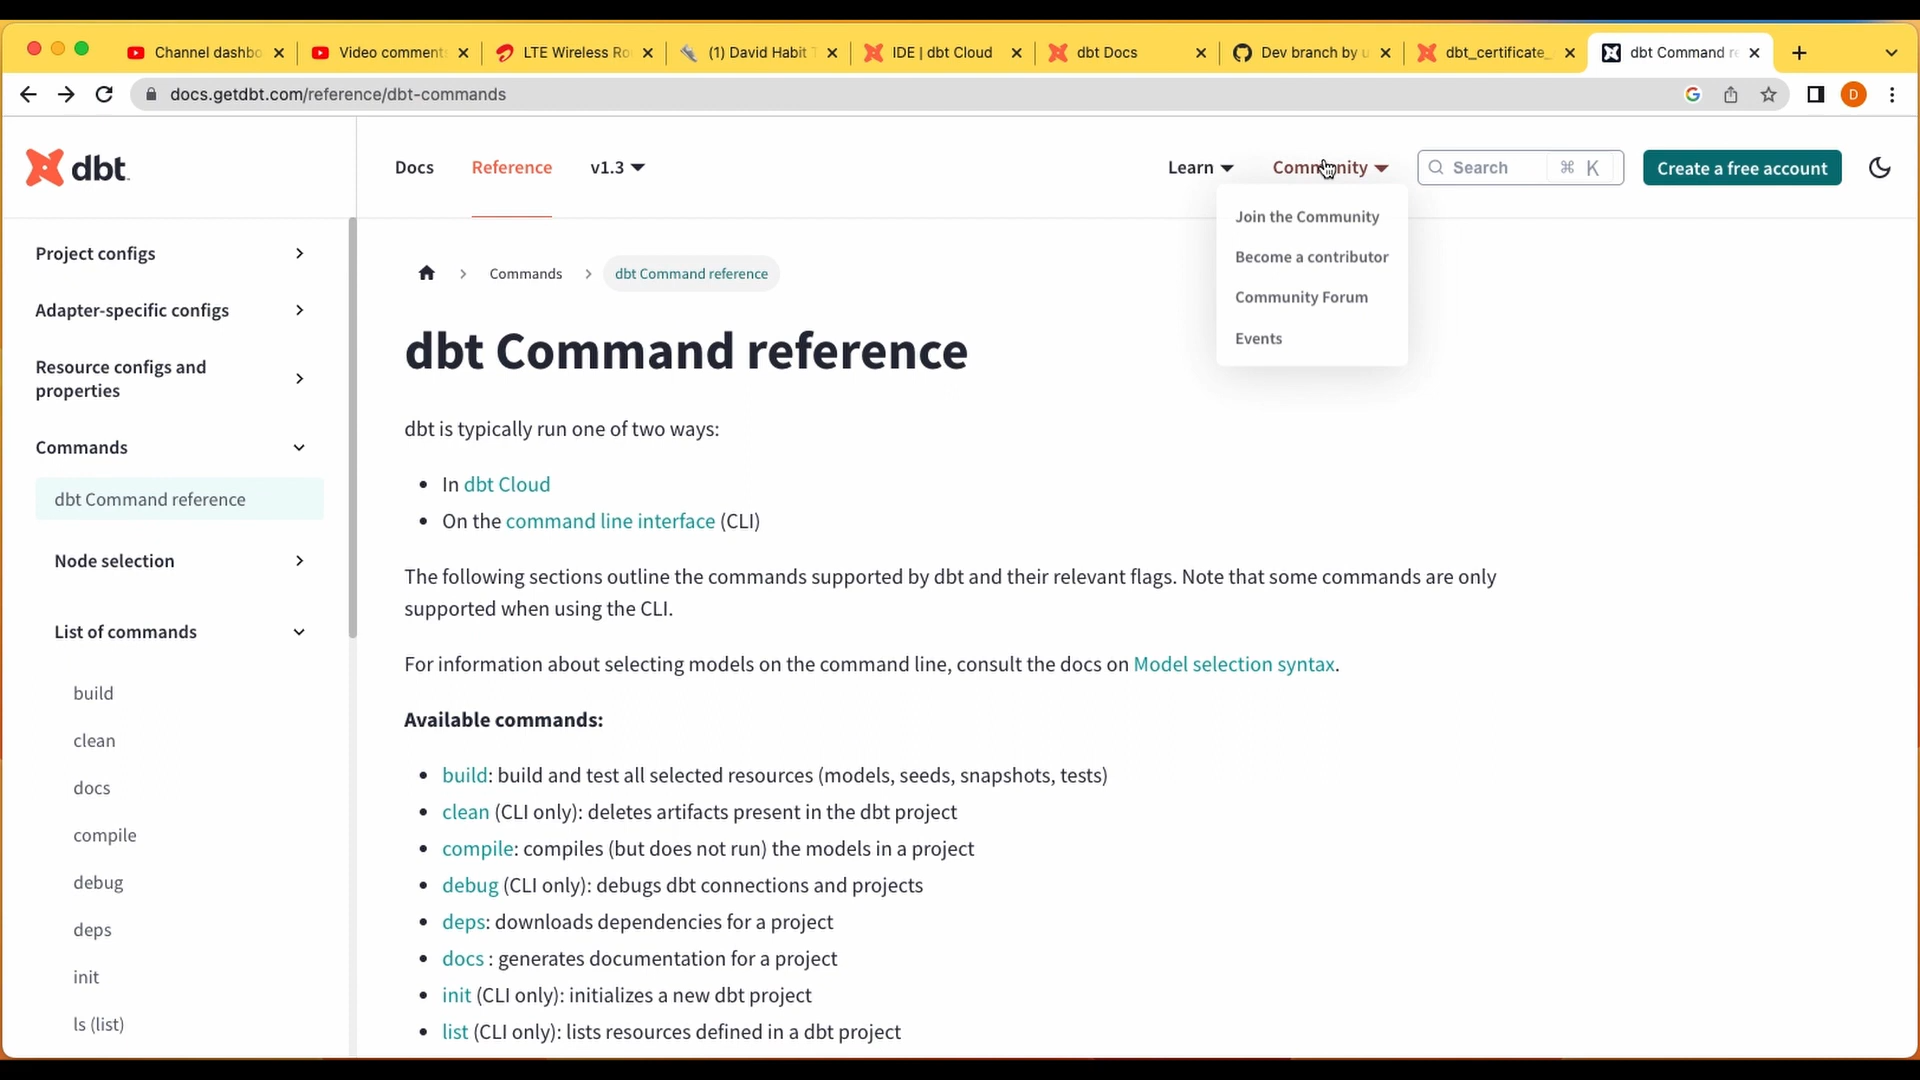 Channel dashbo
Video comment
LTE Wireless Ro
(1) David Habit T
IDE | dbt Cloud
dbt Docs
Dev branch by u
dbt_certificate_
dbt Command re
docs.getdbt.com/reference/dbt-commands
D
dbt
Docs
Reference
v1.3
Learn
Community
Search
⌘ K
Create a free account
Join the Community
Become a contributor
Community Forum
Events
Project configs
Adapter-specific configs
Resource configs and
properties
Commands
dbt Command reference
Node selection
List of commands
build
clean
docs
compile
debug
deps
init
ls (list)
Commands
dbt Command reference
dbt Command reference
dbt is typically run one of two ways:
• In dbt Cloud
• On the command line interface (CLI)
The following sections outline the commands supported by dbt and their relevant flags. Note that some commands are only
supported when using the CLI.
For information about selecting models on the command line, consult the docs on Model selection syntax.
Available commands:
• build: build and test all selected resources (models, seeds, snapshots, tests)
• clean (CLI only): deletes artifacts present in the dbt project
• compile: compiles (but does not run) the models in a project
• debug (CLI only): debugs dbt connections and projects
• deps: downloads dependencies for a project
• docs : generates documentation for a project
• init (CLI only): initializes a new dbt project
• list (CLI only): lists resources defined in a dbt project